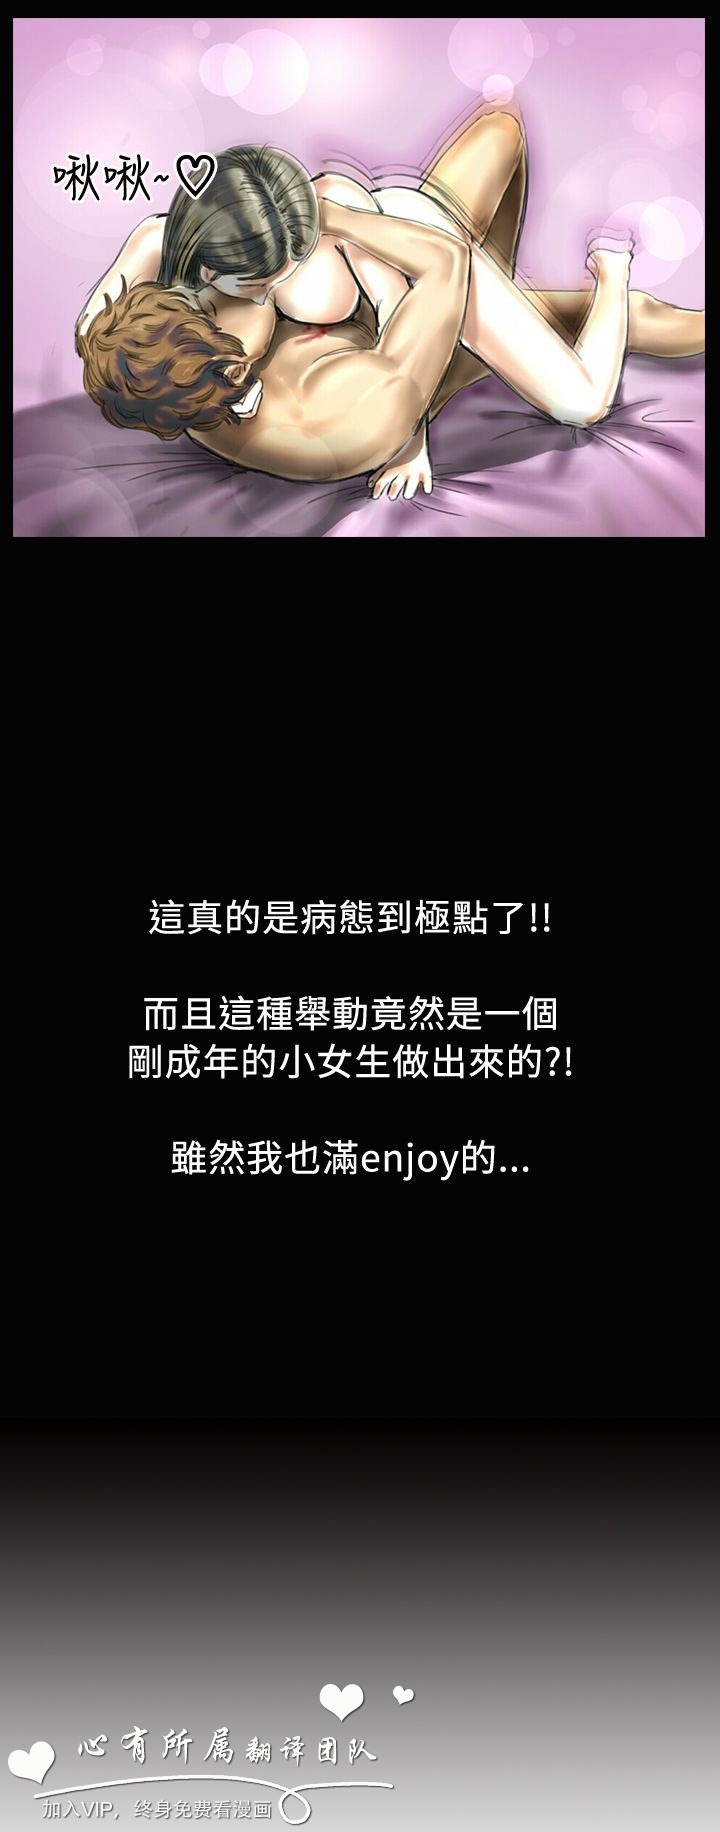 啾啾~♡
這真的是病態到極點了!!
而且這種舉動竟然是一個
剛成年的小女生做出來的?!
雖然我也滿enjoy的...
心有所属翻译团队
加入VIP，终身免费看漫画